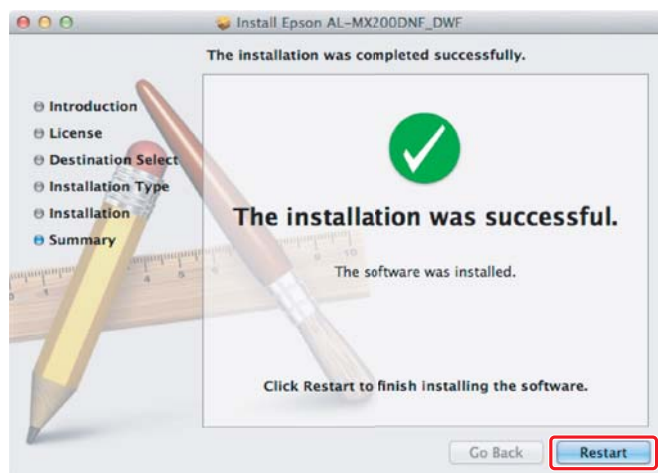 Install Epson AL-MX200DNF_DWF
The installation was completed successfully.
Introduction
License
Destination Select
Installation Type
Installation
Summary
The installation was successful.
The software was installed.
Click Restart to finish installing the software.
Go Back
Restart